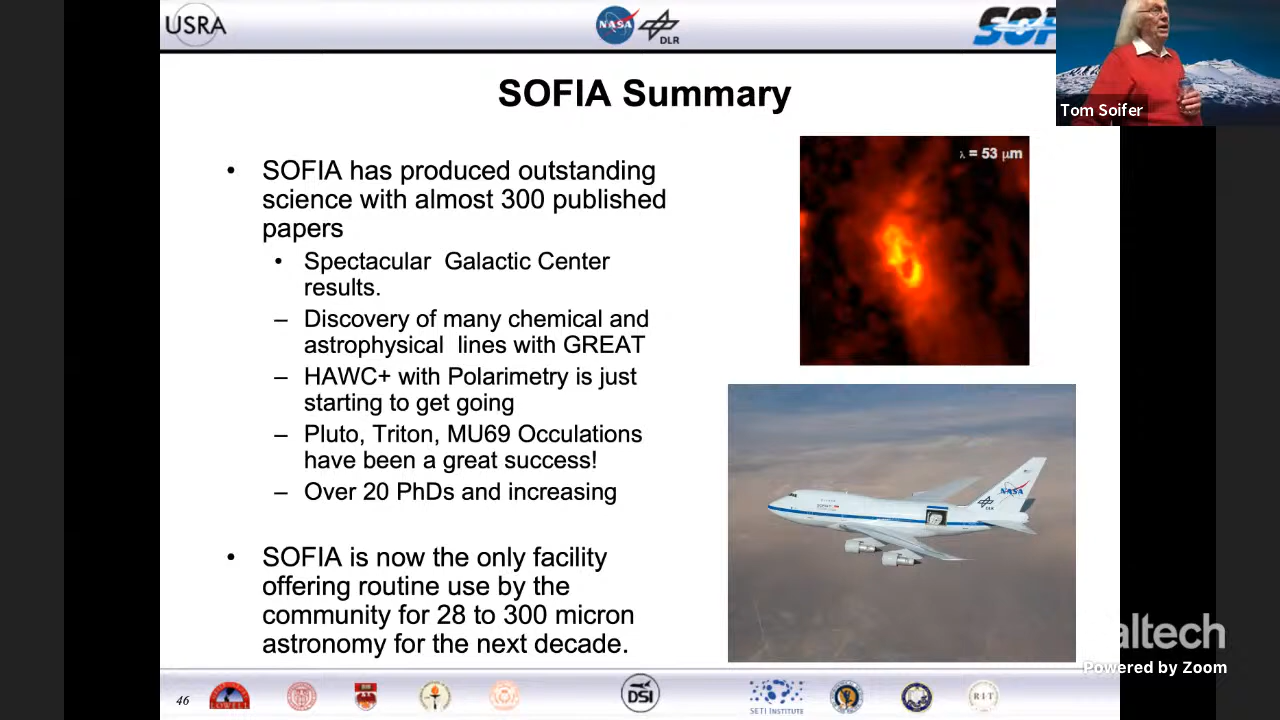 USRA
NASA
DLR
SOFIA Summary
Tom Soifer
• SOFIA has produced outstanding
science with almost 300 published
papers
• Spectacular Galactic Center
results.
– Discovery of many chemical and
astrophysical lines with GREAT
– HAWC+ with Polarimetry is just
starting to get going
– Pluto, Triton, MU69 Occulations
have been a great success!
– Over 20 PhDs and increasing
• SOFIA is now the only facility
offering routine use by the
community for 28 to 300 micron
astronomy for the next decade.
λ = 53 μm
NASA
DLR
altech
Powered by Zoom
46
LOWELL
DSI
SETI INSTITUTE
R·I·T